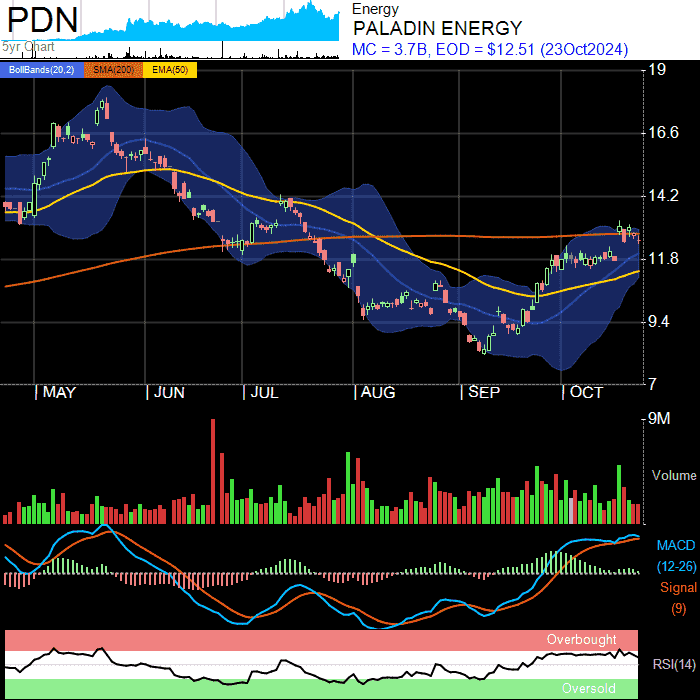 PDN
5yr Chart
Energy
PALADIN ENERGY
MC = 3.7B, EOD = $12.51 (23Oct2024)
BollBands(20,2) SMA(200) EMA(50)
19
16.6
14.2
11.8
9.4
7
| MAY | JUN | JUL | AUG | SEP | OCT
9M
Volume
MACD
(12-26)
Signal
(9)
Overbought
RSI(14)
Oversold